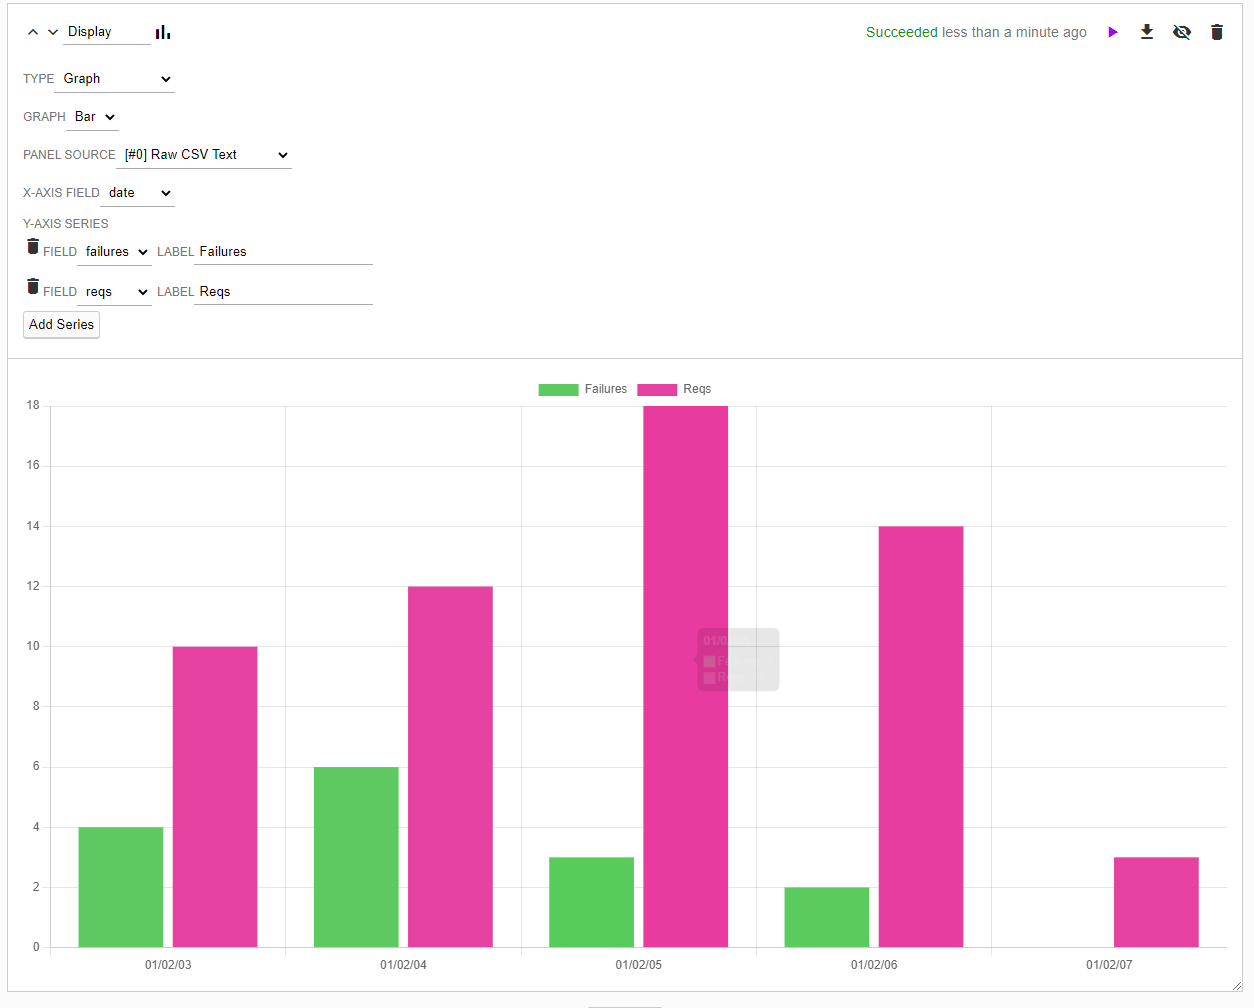 Display
Succeeded less than a minute ago
TYPE Graph
GRAPH Bar
PANEL SOURCE [#0] Raw CSV Text
X-AXIS FIELD date
Y-AXIS SERIES
FIELD failures LABEL Failures
FIELD reqs LABEL Reqs
Add Series
Failures Reqs
18
16
14
12
10
8
6
4
2
0
01/02/03 01/02/04 01/02/05 01/02/06 01/02/07